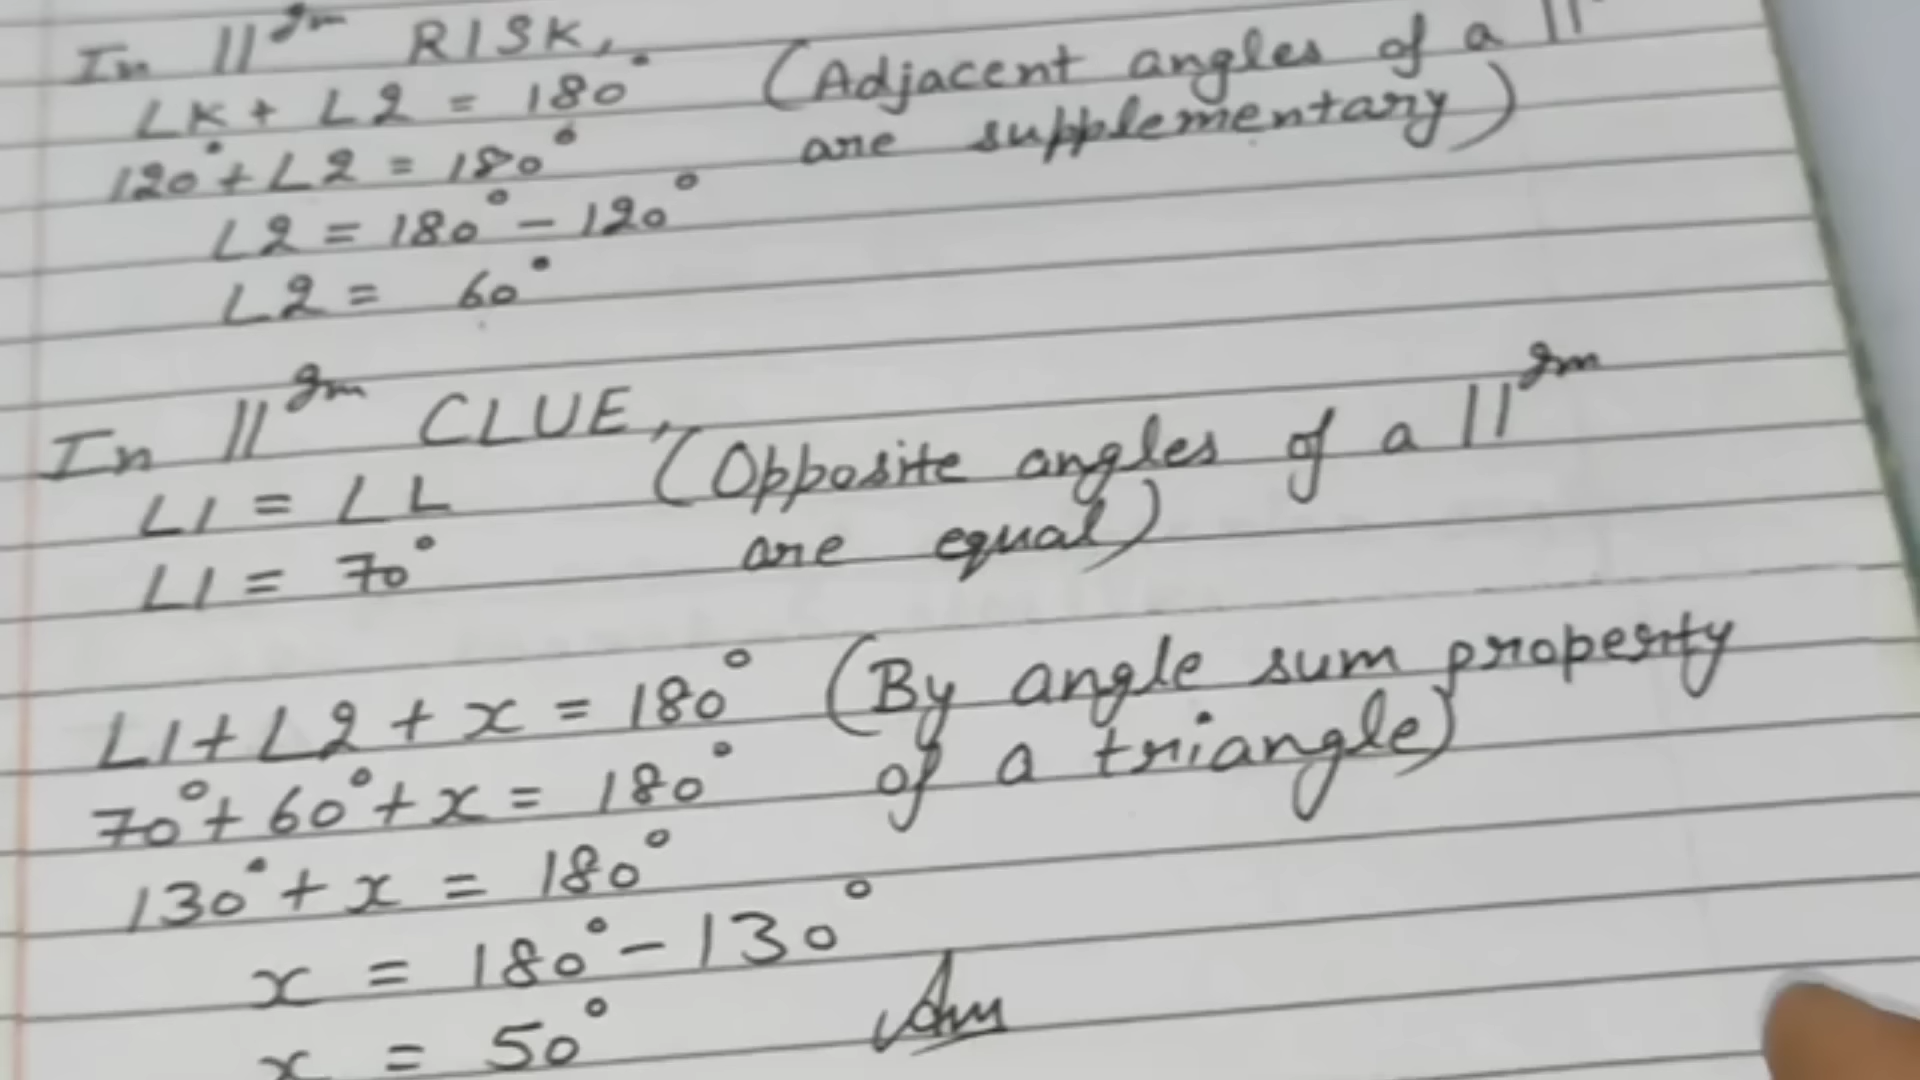 In ||gm RISK, (Adjacent angles of a ||
∠K + ∠2 = 180° are supplementary)
120° + ∠2 = 180°
∠2 = 180° - 120°
∠2 = 60°
In ||gm CLUE, (Opposite angles of a ||gm
∠1 = ∠L are equal)
∠1 = 70°
∠1 + ∠2 + x = 180° (By angle sum property
70° + 60° + x = 180° of a triangle)
130° + x = 180°
x = 180° - 130°
x = 50° Ans